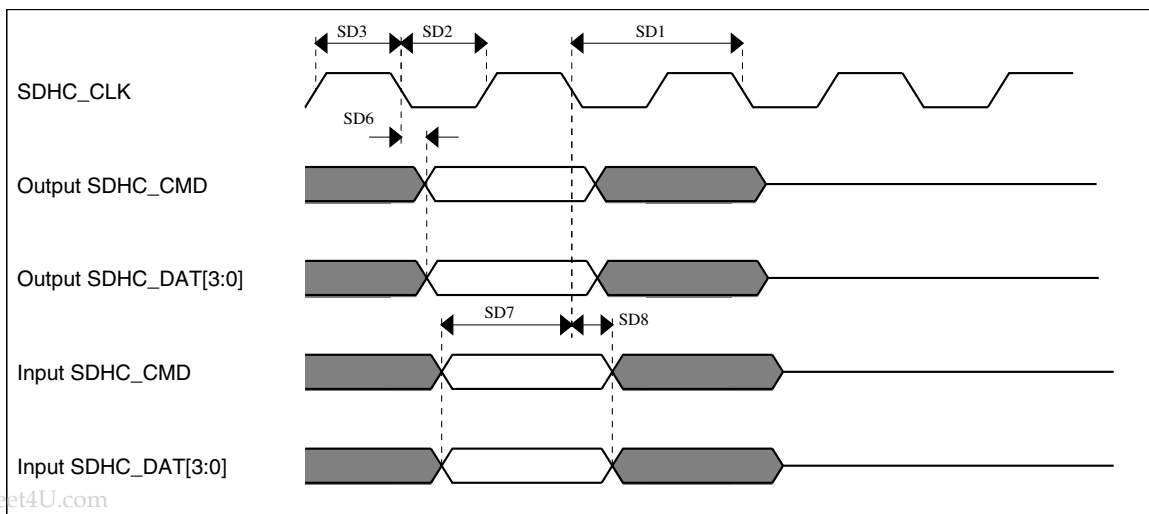 SD3
SD2
SD1
SDHC_CLK
SD6
Output SDHC_CMD
Output SDHC_DAT[3:0]
SD7
SD8
Input SDHC_CMD
Input SDHC_DAT[3:0]
eet4U.com